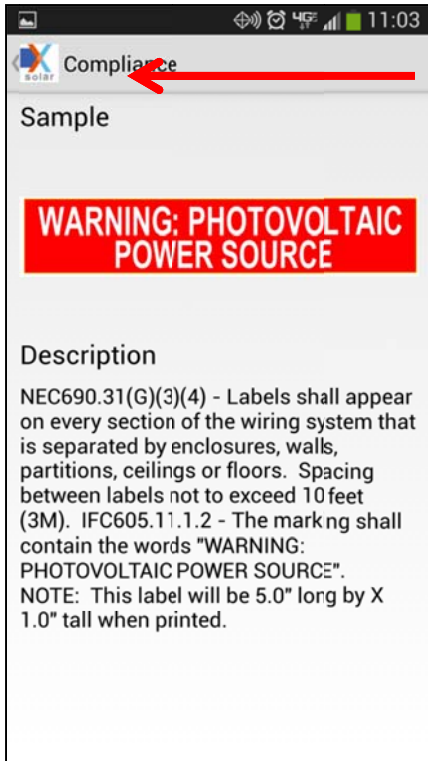 4G 11:03
solar Compliance
Sample
WARNING: PHOTOVOLTAIC
POWER SOURCE
Description
NEC690.31(G)(3)(4) - Labels shall appear
on every section of the wiring system that
is separated by enclosures, walls,
partitions, ceilings or floors.  Spacing
between labels not to exceed 10 feet
(3M).  IFC605.11.1.2 - The marking shall
contain the words "WARNING:
PHOTOVOLTAIC POWER SOURCE".
NOTE:  This label will be 5.0" long by X
1.0" tall when printed.